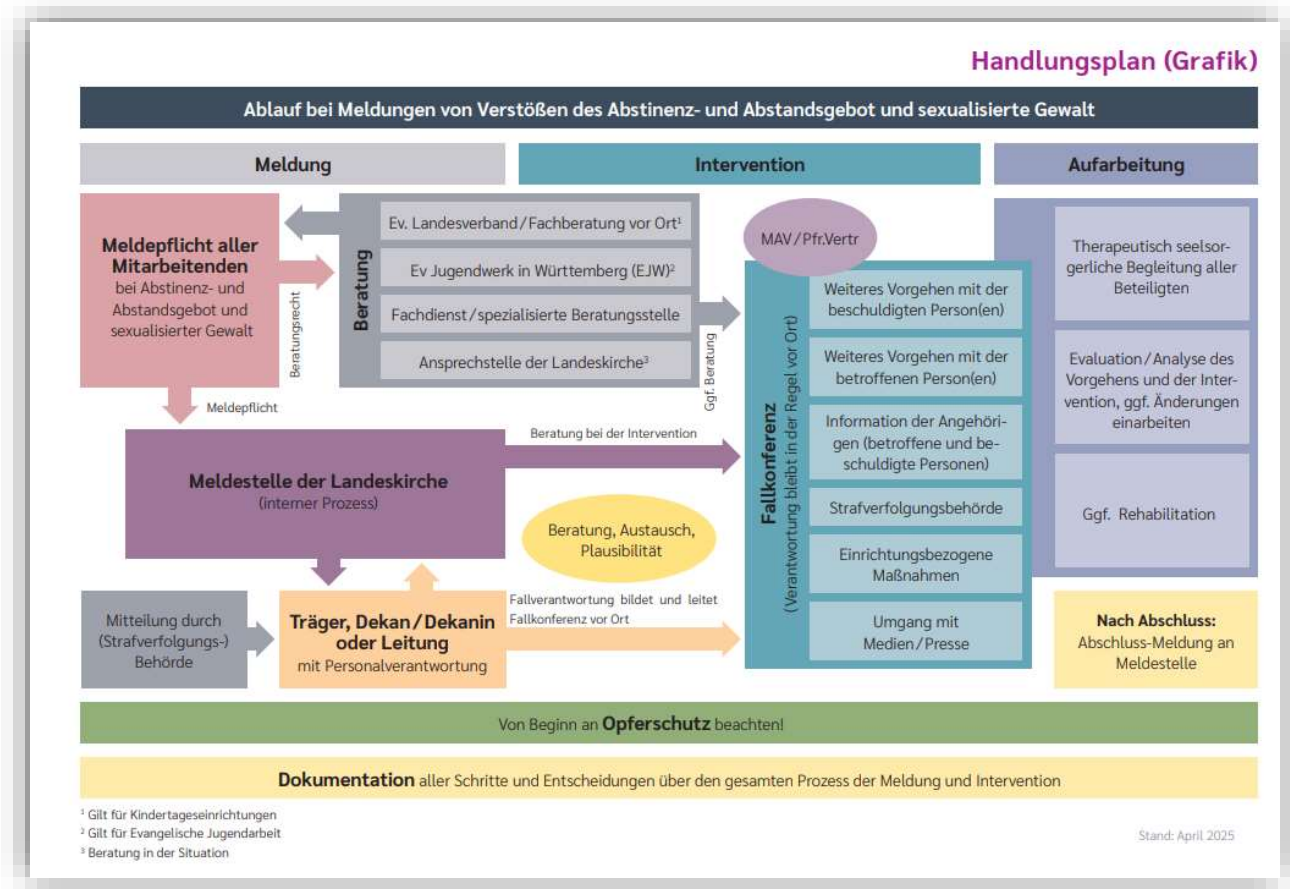 Handlungsplan (Grafik)
Ablauf bei Meldungen von Verstößen des Abstinenz- und Abstandsgebot und sexualisierte Gewalt
Meldung
Intervention
Aufarbeitung
Meldepflicht aller
Mitarbeitenden
bei Abstinenz- und
Abstandsgebot und
sexualisierter Gewalt
Beratungsrecht
Meldepflicht
Beratung
Ev. Landesverband/Fachberatung vor Ort¹
Ev Jugendwerk in Württemberg (EJW)²
Fachdienst/spezialisierte Beratungsstelle
Ansprechstelle der Landeskirche³
Ggf. Beratung
MAV/Pfr.Vertr
Fallkonferenz
(Verantwortung bleibt in der Regel vor Ort)
Weiteres Vorgehen mit der
beschuldigten Person(en)
Weiteres Vorgehen mit der
betroffenen Person(en)
Information der Angehöri-
gen (betroffene und be-
schuldigte Personen)
Strafverfolgungsbehörde
Einrichtungsbezogene
Maßnahmen
Umgang mit
Medien/Presse
Therapeutisch seelsor-
gerliche Begleitung aller
Beteiligten
Evaluation/Analyse des
Vorgehens und der Inter-
vention, ggf. Änderungen
einarbeiten
Ggf. Rehabilitation
Meldestelle der Landeskirche
(interner Prozess)
Beratung bei der Intervention
Beratung, Austausch,
Plausibilität
Mitteilung durch
(Strafverfolgungs-)
Behörde
Träger, Dekan/Dekanin
oder Leitung
mit Personalverantwortung
Fallverantwortung bildet und leitet
Fallkonferenz vor Ort
Nach Abschluss:
Abschluss-Meldung an
Meldestelle
Von Beginn an Opferschutz beachten!
Dokumentation aller Schritte und Entscheidungen über den gesamten Prozess der Meldung und Intervention
¹ Gilt für Kindertageseinrichtungen
² Gilt für Evangelische Jugendarbeit
³ Beratung in der Situation
Stand: April 2025